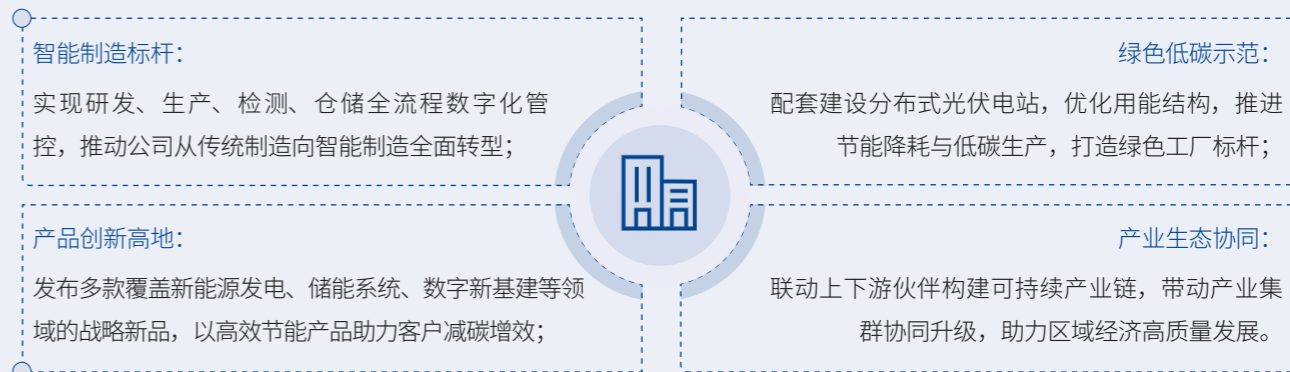 智能制造标杆：
实现研发、生产、检测、仓储全流程数字化管
控，推动公司从传统制造向智能制造全面转型；
绿色低碳示范：
配套建设分布式光伏电站，优化用能结构，推进
节能降耗与低碳生产，打造绿色工厂标杆；
产品创新高地：
发布多款覆盖新能源发电、储能系统、数字新基建等领
域的战略新品，以高效节能产品助力客户减碳增效；
产业生态协同：
联动上下游伙伴构建可持续产业链，带动产业集
群协同升级，助力区域经济高质量发展。